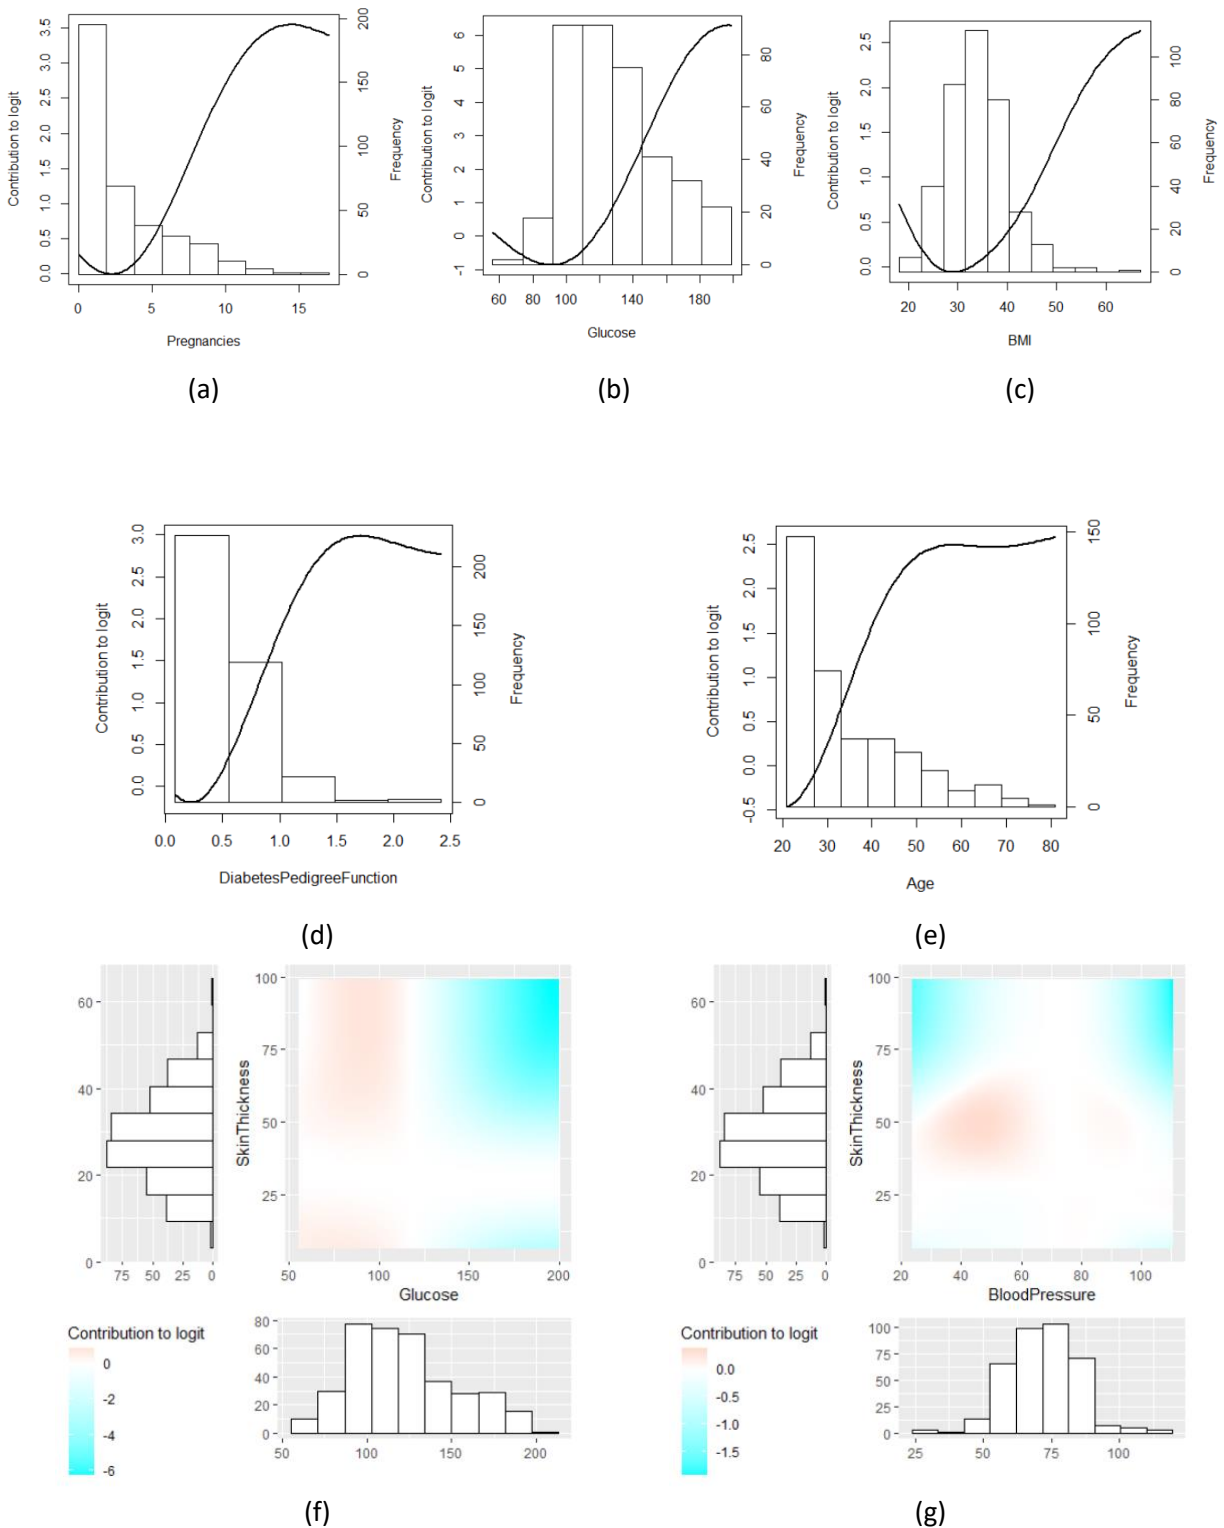 Contribution to logit
0.0 0.5 1.0 1.5 2.0 2.5 3.0 3.5
0 50 100 150 200
Frequency
0 5 10 15
Pregnancies
(a)
Contribution to logit
-1 0 1 2 3 4 5 6
0 20 40 60 80
Frequency
60 80 100 140 180
Glucose
(b)
Contribution to logit
0.0 0.5 1.0 1.5 2.0 2.5
0 20 40 60 80 100
Frequency
20 30 40 50 60
BMI
(c)
Contribution to logit
0.0 0.5 1.0 1.5 2.0 2.5 3.0
0 50 100 150 200
Frequency
0.0 0.5 1.0 1.5 2.0 2.5
DiabetesPedigreeFunction
(d)
Contribution to logit
-0.5 0.0 0.5 1.0 1.5 2.0 2.5
0 50 100 150
Frequency
20 30 40 50 60 70 80
Age
(e)
60
40
20
0
75 50 25 0
SkinThickness
100
75
50
25
50 100 150 200
Glucose
Contribution to logit
0
-2
-4
-6
80
60
40
20
0
50 100 150 200
(f)
60
40
20
0
75 50 25 0
SkinThickness
100
75
50
25
20 40 60 80 100
BloodPressure
Contribution to logit
0.0
-0.5
-1.0
-1.5
100
75
50
25
0
25 50 75 100
(g)